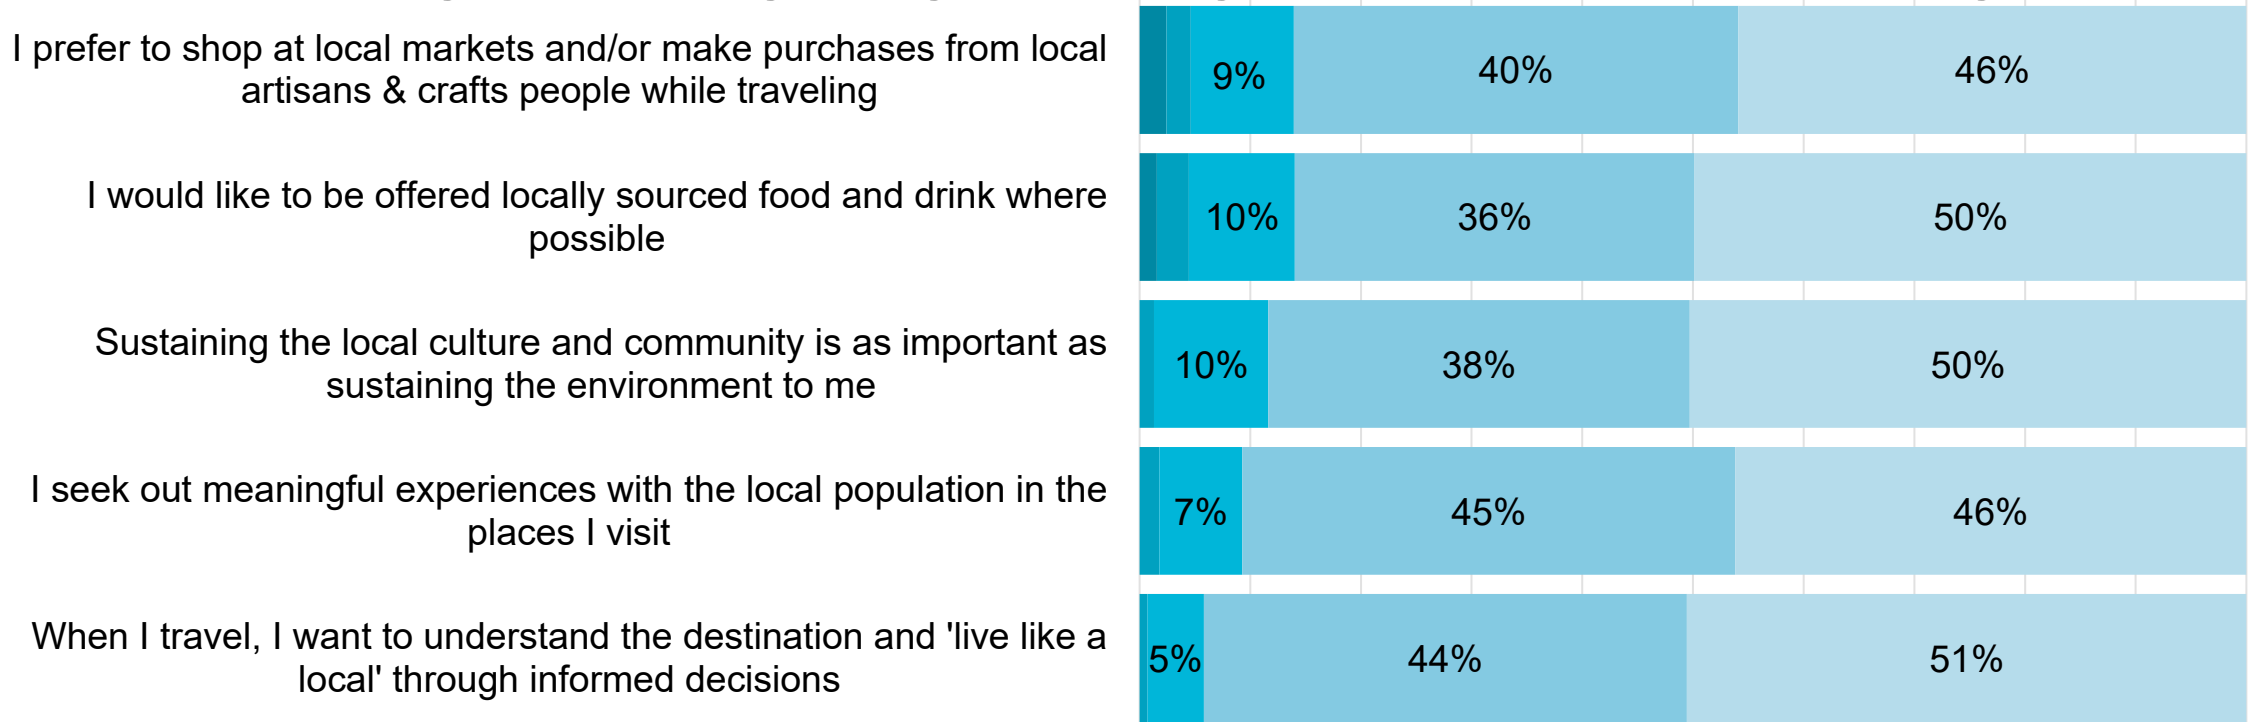 I prefer to shop at local markets and/or make purchases from local
artisans & crafts people while traveling
9% 40% 46%
I would like to be offered locally sourced food and drink where
possible
10% 36% 50%
Sustaining the local culture and community is as important as
sustaining the environment to me
10% 38% 50%
I seek out meaningful experiences with the local population in the
places I visit
7% 45% 46%
When I travel, I want to understand the destination and 'live like a
local' through informed decisions
5% 44% 51%